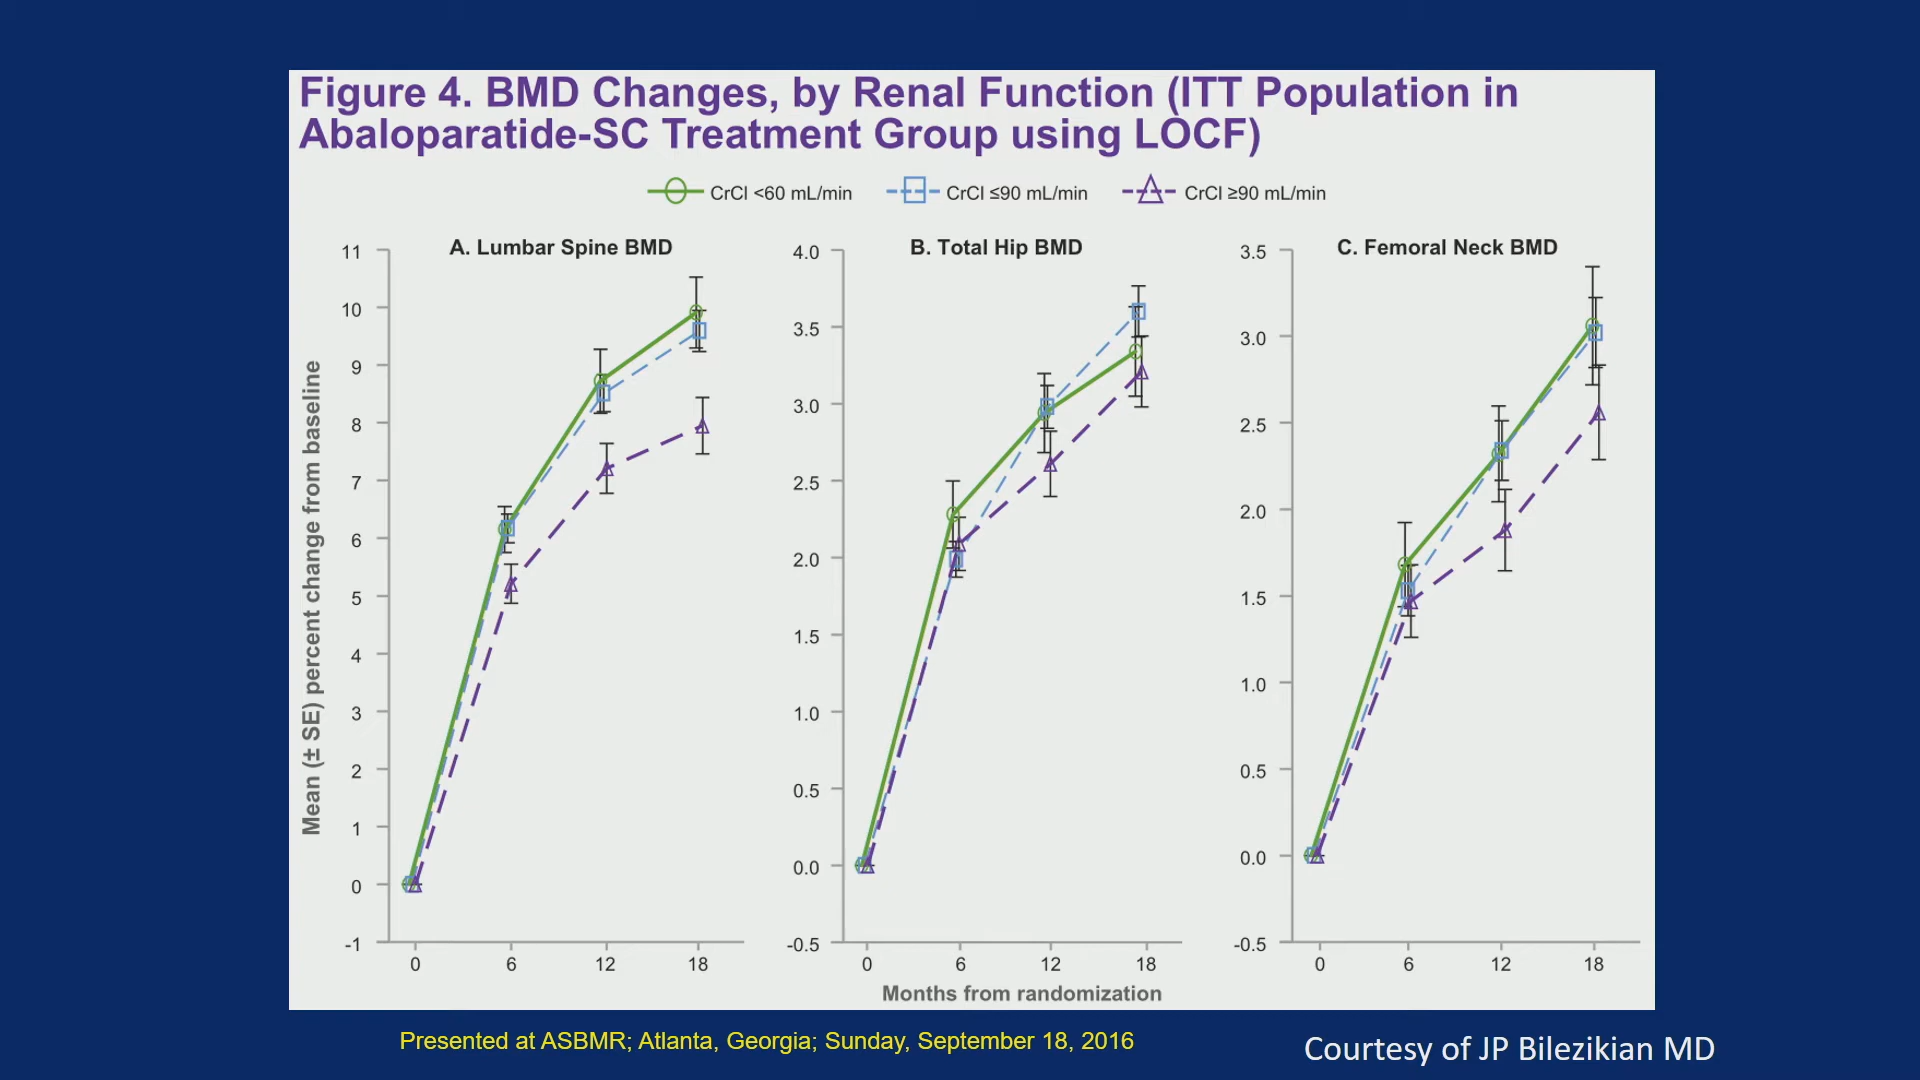 Figure 4. BMD Changes, by Renal Function (ITT Population in
Abaloparatide-SC Treatment Group using LOCF)
CrCl <60 mL/min
CrCl ≤90 mL/min
CrCl ≥90 mL/min
Mean (± SE) percent change from baseline
A. Lumbar Spine BMD
11
10
9
8
7
6
5
4
3
2
1
0
-1
0 6 12 18
B. Total Hip BMD
4.0
3.5
3.0
2.5
2.0
1.5
1.0
0.5
0.0
-0.5
0 6 12 18
C. Femoral Neck BMD
3.5
3.0
2.5
2.0
1.5
1.0
0.5
0.0
-0.5
0 6 12 18
Months from randomization
Presented at ASBMR; Atlanta, Georgia; Sunday, September 18, 2016
Courtesy of JP Bilezikian MD